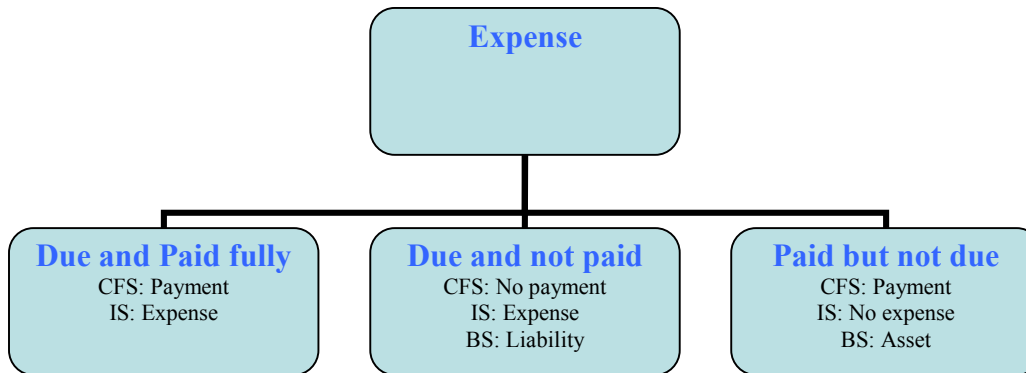 Expense
Due and Paid fully
CFS: Payment
IS: Expense
Due and not paid
CFS: No payment
IS: Expense
BS: Liability
Paid but not due
CFS: Payment
IS: No expense
BS: Asset